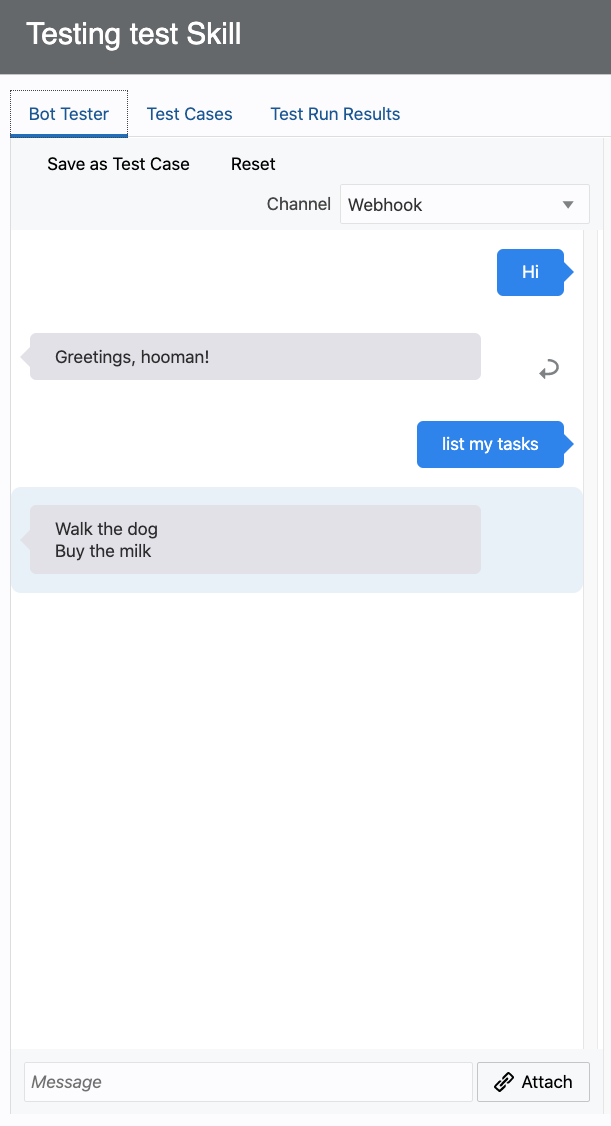 Testing test Skill
Bot Tester Test Cases Test Run Results
Save as Test Case Reset
Channel Webhook
Hi
Greetings, hooman!
list my tasks
Walk the dog
Buy the milk
Message Attach